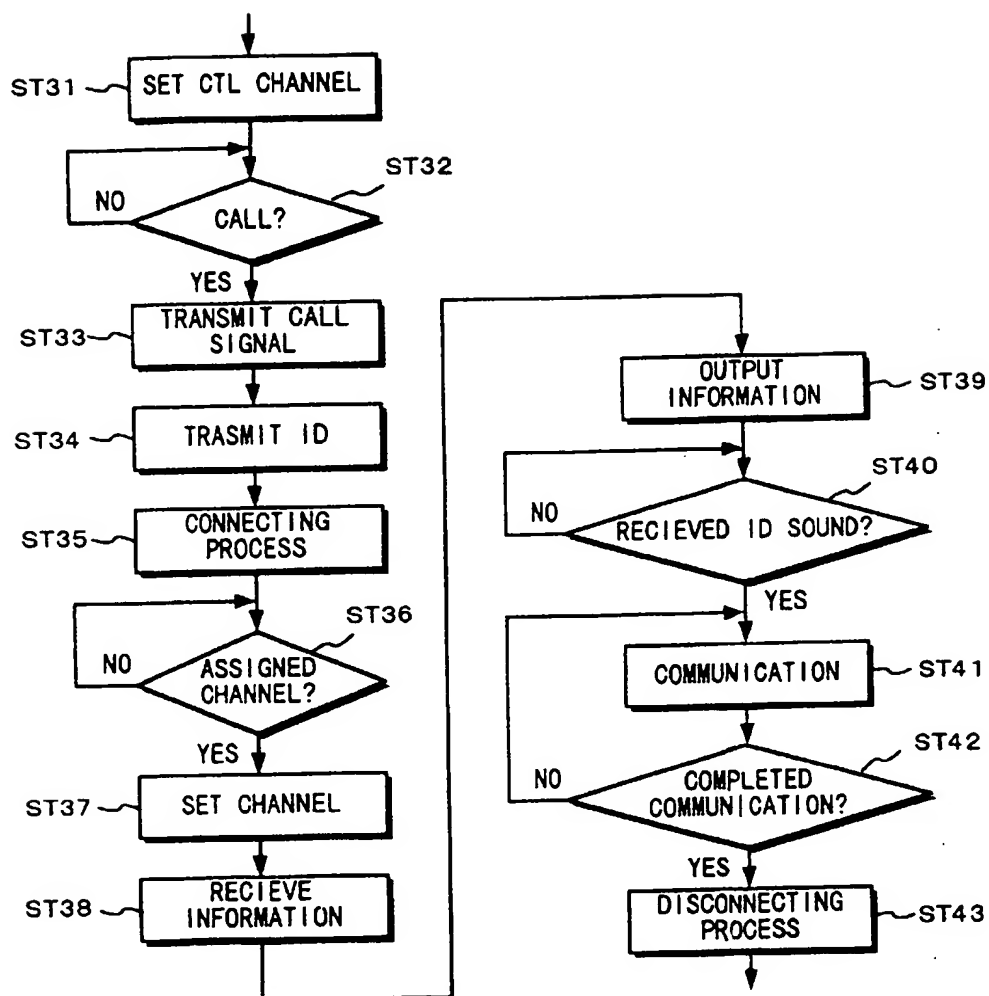 ST31
SET CTL CHANNEL
ST32
NO
CALL?
YES
ST33
TRANSMIT CALL
SIGNAL
ST34
TRASMIT ID
ST35
CONNECTING
PROCESS
ST36
NO
ASSIGNED
CHANNEL?
YES
ST37
SET CHANNEL
ST38
RECIEVE
INFORMATION
OUTPUT
INFORMATION
ST39
ST40
NO
RECIEVED ID SOUND?
YES
COMMUNICATION
ST41
ST42
NO
COMPLETED
COMMUNICATION?
YES
DISCONNECTING
PROCESS
ST43